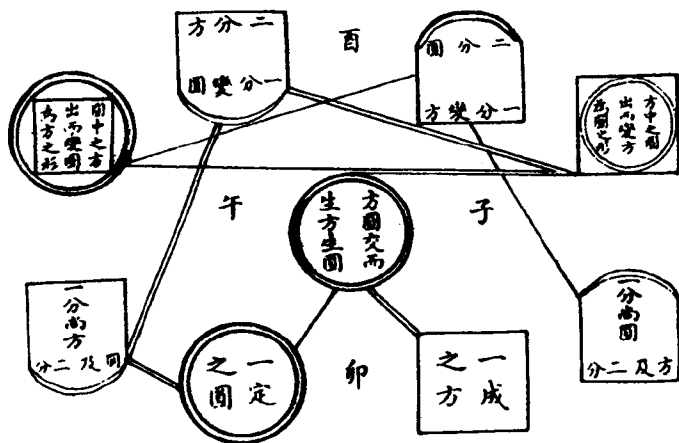 酉
二分圓
一分變方
二分方
一分變圓
方中之圓
出而變方
為圓之形
圓中之方
出而變圓
為方之形
子
午
方圓交而
生方生圓
一分尚圓
方及二分
一分尚方
圓及二分
卯
一成
之方
一定
之圓